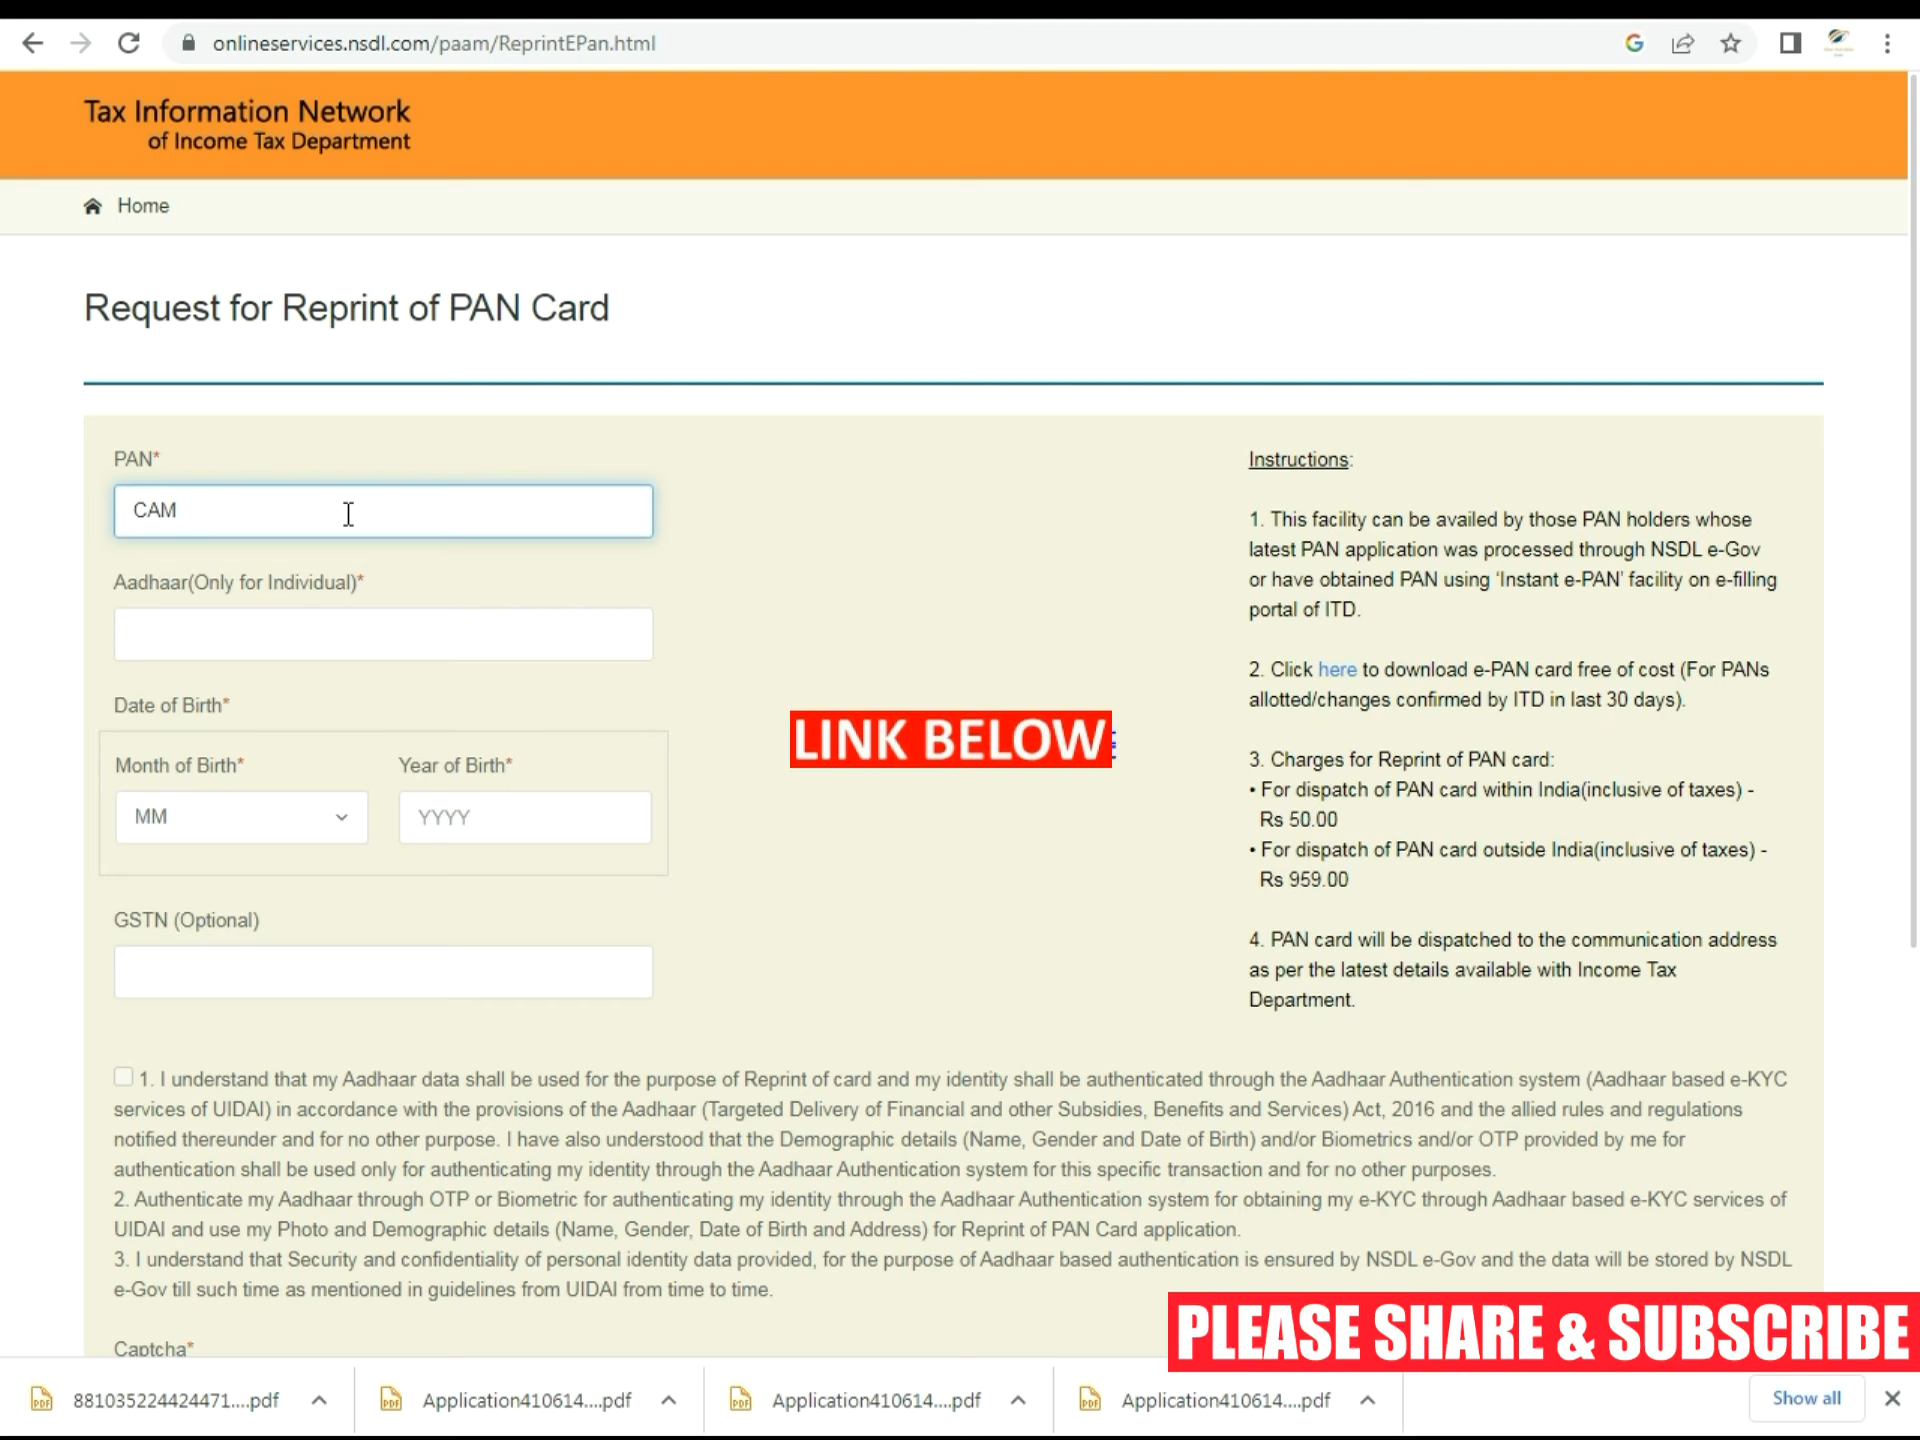 onlineservices.nsdl.com/paam/ReprintEPan.html
Tax Information Network
of Income Tax Department
Home
Request for Reprint of PAN Card
PAN*
CAM
Aadhaar(Only for Individual)*
Date of Birth*
Month of Birth*
Year of Birth*
MM
YYYY
GSTN (Optional)
LINK BELOW
Instructions:
1. This facility can be availed by those PAN holders whose
latest PAN application was processed through NSDL e-Gov
or have obtained PAN using 'Instant e-PAN' facility on e-filling
portal of ITD.
2. Click here to download e-PAN card free of cost (For PANs
allotted/changes confirmed by ITD in last 30 days).
3. Charges for Reprint of PAN card:
• For dispatch of PAN card within India(inclusive of taxes) -
Rs 50.00
• For dispatch of PAN card outside India(inclusive of taxes) -
Rs 959.00
4. PAN card will be dispatched to the communication address
as per the latest details available with Income Tax
Department.
1. I understand that my Aadhaar data shall be used for the purpose of Reprint of card and my identity shall be authenticated through the Aadhaar Authentication system (Aadhaar based e-KYC
services of UIDAI) in accordance with the provisions of the Aadhaar (Targeted Delivery of Financial and other Subsidies, Benefits and Services) Act, 2016 and the allied rules and regulations
notified thereunder and for no other purpose. I have also understood that the Demographic details (Name, Gender and Date of Birth) and/or Biometrics and/or OTP provided by me for
authentication shall be used only for authenticating my identity through the Aadhaar Authentication system for this specific transaction and for no other purposes.
2. Authenticate my Aadhaar through OTP or Biometric for authenticating my identity through the Aadhaar Authentication system for obtaining my e-KYC through Aadhaar based e-KYC services of
UIDAI and use my Photo and Demographic details (Name, Gender, Date of Birth and Address) for Reprint of PAN Card application.
3. I understand that Security and confidentiality of personal identity data provided, for the purpose of Aadhaar based authentication is ensured by NSDL e-Gov and the data will be stored by NSDL
e-Gov till such time as mentioned in guidelines from UIDAI from time to time.
Captcha*
PLEASE SHARE & SUBSCRIBE
881035224424471....pdf
Application410614....pdf
Application410614....pdf
Application410614....pdf
Show all